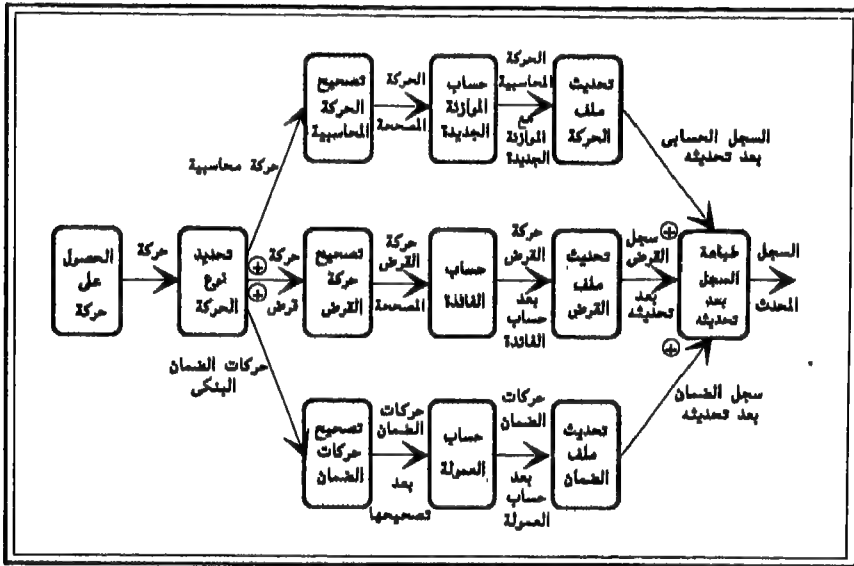 الحصول
على
حركة
حركة
تحديد
نوع
الحركة
حركة محاسبية
تصحيح
الحركة
المحاسبية
الحركة
المصححة
حساب
الموازنة
الجديدة
الحركة
المحاسبية
مع
الموازنة
الجديدة
تحديث
ملف
الحركة
السجل الحسابى
بعد تحديثه
حركة
قرض
تصحيح
حركة
القرض
حركة
القرض
المصححة
حساب
الفائدة
حركة
القرض
بعد
حساب
الفائدة
تحديث
ملف
القرض
سجل
القرض
بعد
تحديثه
طباعة
السجل
بعد
تحديثه
السجل
المحدث
حركات الضمان
البنكى
تصحيح
حركات
الضمان
حركات
الضمان
بعد
تصحيحها
حساب
العمولة
حركات
الضمان
بعد
حساب
العمولة
تحديث
ملف
الضمان
سجل الضمان
بعد تحديثه